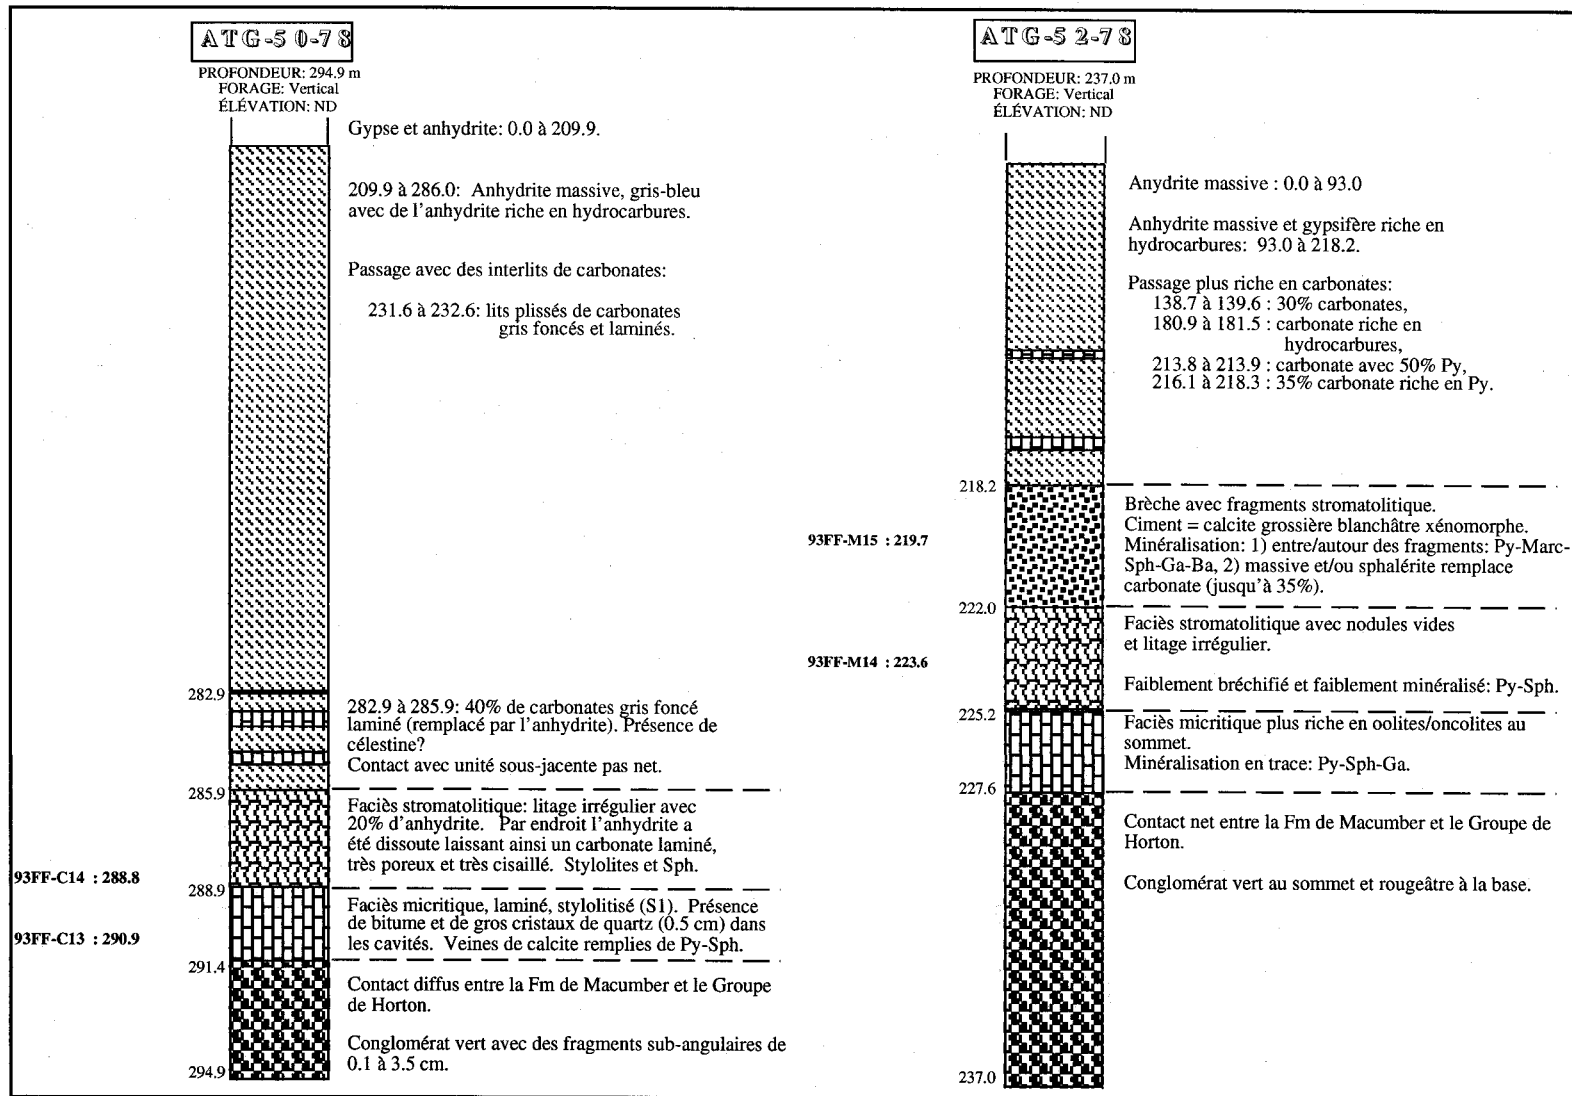 ATG-50-78
PROFONDEUR: 294.9 m
FORAGE: Vertical
ÉLÉVATION: ND
Gypse et anhydrite: 0.0 à 209.9.
209.9 à 286.0: Anhydrite massive, gris-bleu
avec de l'anhydrite riche en hydrocarbures.
Passage avec des interlits de carbonates:
231.6 à 232.6: lits plissés de carbonates
gris foncés et laminés.
282.9
282.9 à 285.9: 40% de carbonates gris foncé
laminé (remplacé par l'anhydrite). Présence de
célestine?
Contact avec unité sous-jacente pas net.
285.9
Faciès stromatolitique: litage irrégulier avec
20% d'anhydrite. Par endroit l'anhydrite a
été dissoute laissant ainsi un carbonate laminé,
très poreux et très cisaillé. Stylolites et Sph.
93FF-C14 : 288.8
288.9
Faciès micritique, laminé, stylolitisé (S1). Présence
de bitume et de gros cristaux de quartz (0.5 cm) dans
les cavités. Veines de calcite remplies de Py-Sph.
93FF-C13 : 290.9
291.4
Contact diffus entre la Fm de Macumber et le Groupe
de Horton.
Conglomérat vert avec des fragments sub-angulaires de
0.1 à 3.5 cm.
294.9
ATG-52-78
PROFONDEUR: 237.0 m
FORAGE: Vertical
ÉLÉVATION: ND
Anydrite massive : 0.0 à 93.0
Anhydrite massive et gypsifère riche en
hydrocarbures: 93.0 à 218.2.
Passage plus riche en carbonates:
138.7 à 139.6 : 30% carbonates,
180.9 à 181.5 : carbonate riche en
hydrocarbures,
213.8 à 213.9 : carbonate avec 50% Py,
216.1 à 218.3 : 35% carbonate riche en Py.
218.2
Brèche avec fragments stromatolitique.
Ciment = calcite grossière blanchâtre xénomorphe.
Minéralisation: 1) entre/autour des fragments: Py-Marc-
Sph-Ga-Ba, 2) massive et/ou sphalérite remplace
carbonate (jusqu'à 35%).
93FF-M15 : 219.7
222.0
Faciès stromatolitique avec nodules vides
et litage irrégulier.
93FF-M14 : 223.6
Faiblement bréchifié et faiblement minéralisé: Py-Sph.
225.2
Faciès micritique plus riche en oolites/oncolites au
sommet.
Minéralisation en trace: Py-Sph-Ga.
227.6
Contact net entre la Fm de Macumber et le Groupe de
Horton.
Conglomérat vert au sommet et rougeâtre à la base.
237.0